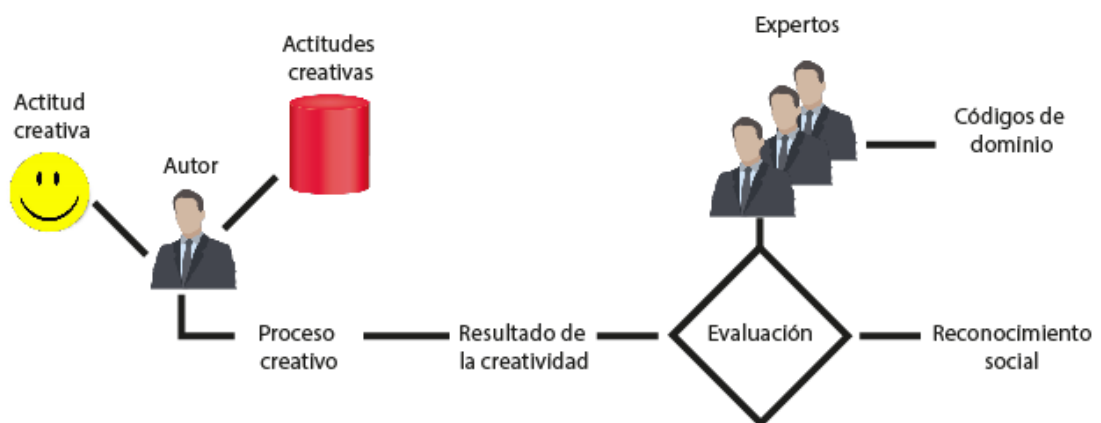 Actitud
creativa
Autor
Actitudes
creativas
Expertos
Códigos de
dominio
Proceso
creativo
Resultado de
la creatividad
Evaluación
Reconocimiento
social